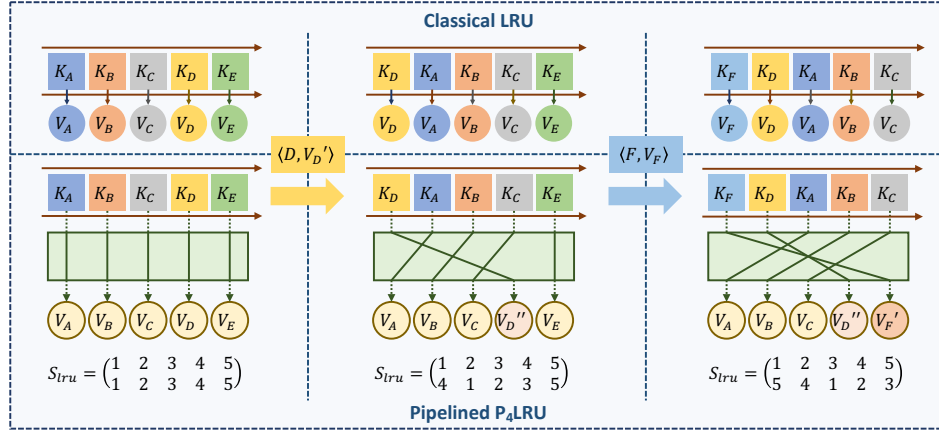 Classical LRU
K_A K_B K_C K_D K_E
V_A V_B V_C V_D V_E
K_D K_A K_B K_C K_E
V_D V_A V_B V_C V_E
K_F K_D K_A K_B K_C
V_F V_D V_A V_B V_C
⟨D, V_D'⟩
⟨F, V_F⟩
K_A K_B K_C K_D K_E
V_A V_B V_C V_D V_E
S_lru = (1 2 3 4 5
1 2 3 4 5)
K_D K_A K_B K_C K_E
V_A V_B V_C V_D'' V_E
S_lru = (1 2 3 4 5
4 1 2 3 5)
K_F K_D K_A K_B K_C
V_A V_B V_C V_D'' V_F'
S_lru = (1 2 3 4 5
5 4 1 2 3)
Pipelined P₄LRU